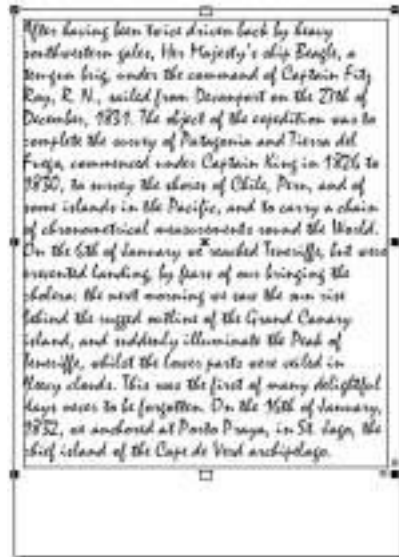 After having been twice driven back by heavy
southwestern gales, Her Majesty's ship Beagle, a
ten-gun brig, under the command of Captain Fitz
Roy, R. N., sailed from Devonport on the 27th of
December, 1831. The object of the expedition was to
complete the survey of Patagonia and Tierra del
Fuego, commenced under Captain King in 1826 to
1830, to survey the shores of Chile, Peru, and of
some islands in the Pacific, and to carry a chain
of chronometrical measurements round the World.
On the 6th of January we reached Teneriffe, but were
prevented landing, by fears of our bringing the
cholera: the next morning we saw the sun rise
behind the rugged outline of the Grand Canary
island, and suddenly illuminate the Peak of
Teneriffe, whilst the lower parts were veiled in
fleecy clouds. This was the first of many delightful
days never to be forgotten. On the 16th of January,
1832, we anchored at Porto Praya, in St. Jago, the
chief island of the Cape de Verd archipelago.